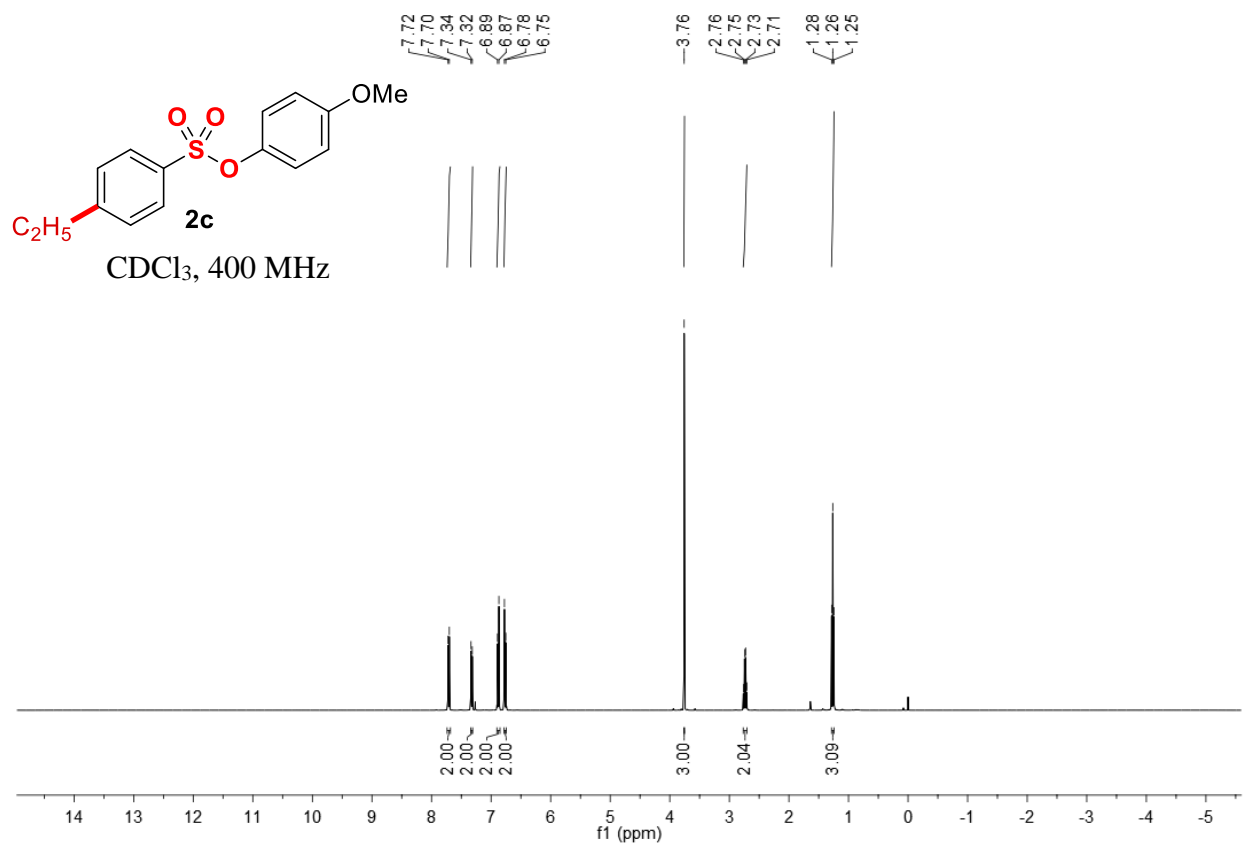 7.72
7.70
7.34
7.32
6.89
6.87
6.78
6.75
3.76
2.76
2.75
2.73
2.71
1.28
1.26
1.25
OMe
O O
S
O
C₂H₅
2c
CDCl₃, 400 MHz
2.00
2.00
2.00
2.00
3.00
2.04
3.09
14 13 12 11 10 9 8 7 6 5 4 3 2 1 0 -1 -2 -3 -4 -5
f1 (ppm)